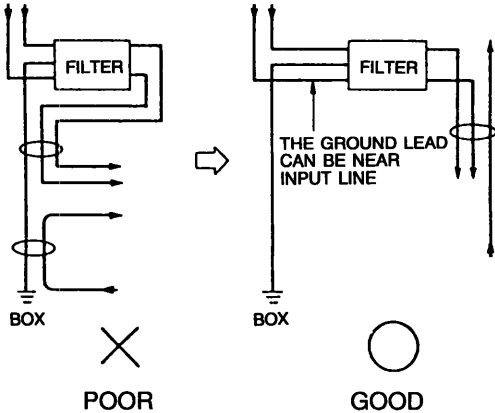 FILTER
BOX
POOR
FILTER
THE GROUND LEAD
CAN BE NEAR
INPUT LINE
BOX
GOOD